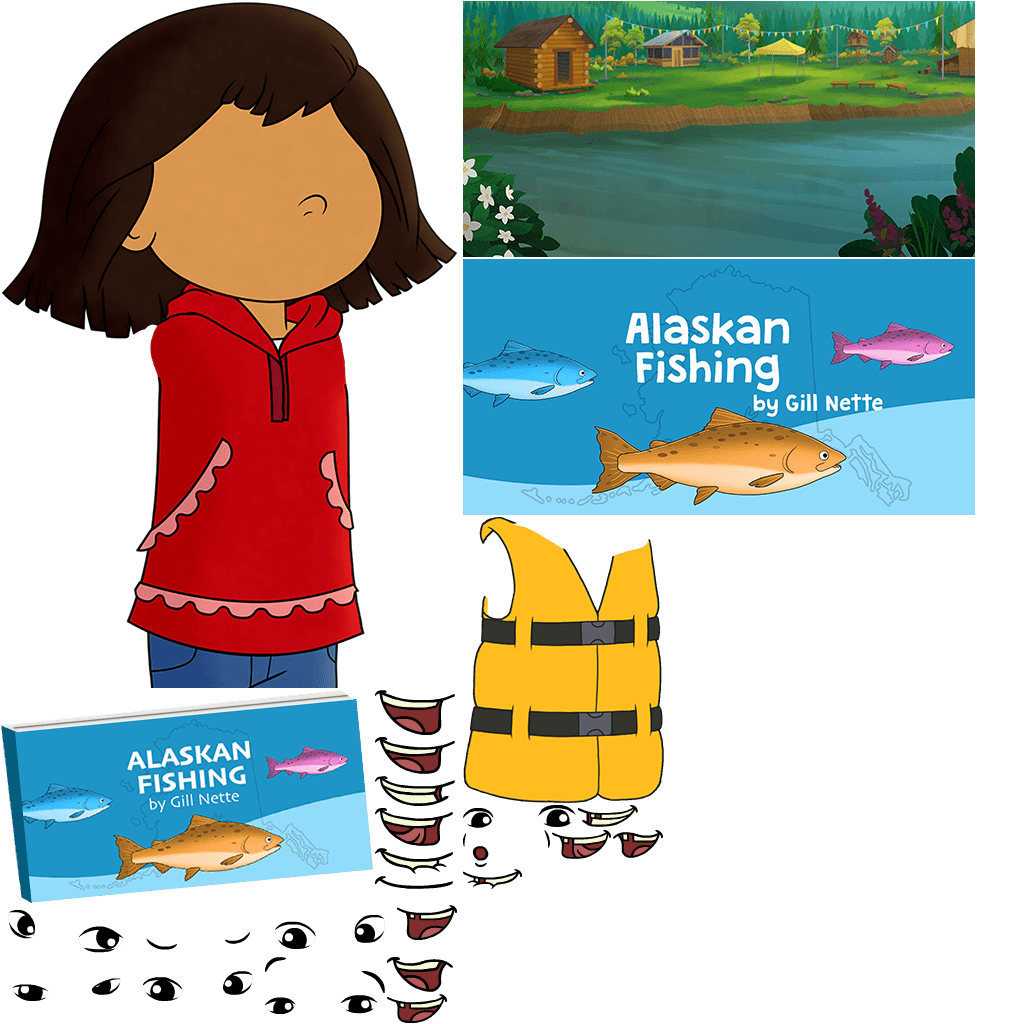 Alaskan
Fishing
by Gill Nette
ALASKAN
FISHING
by Gill Nette